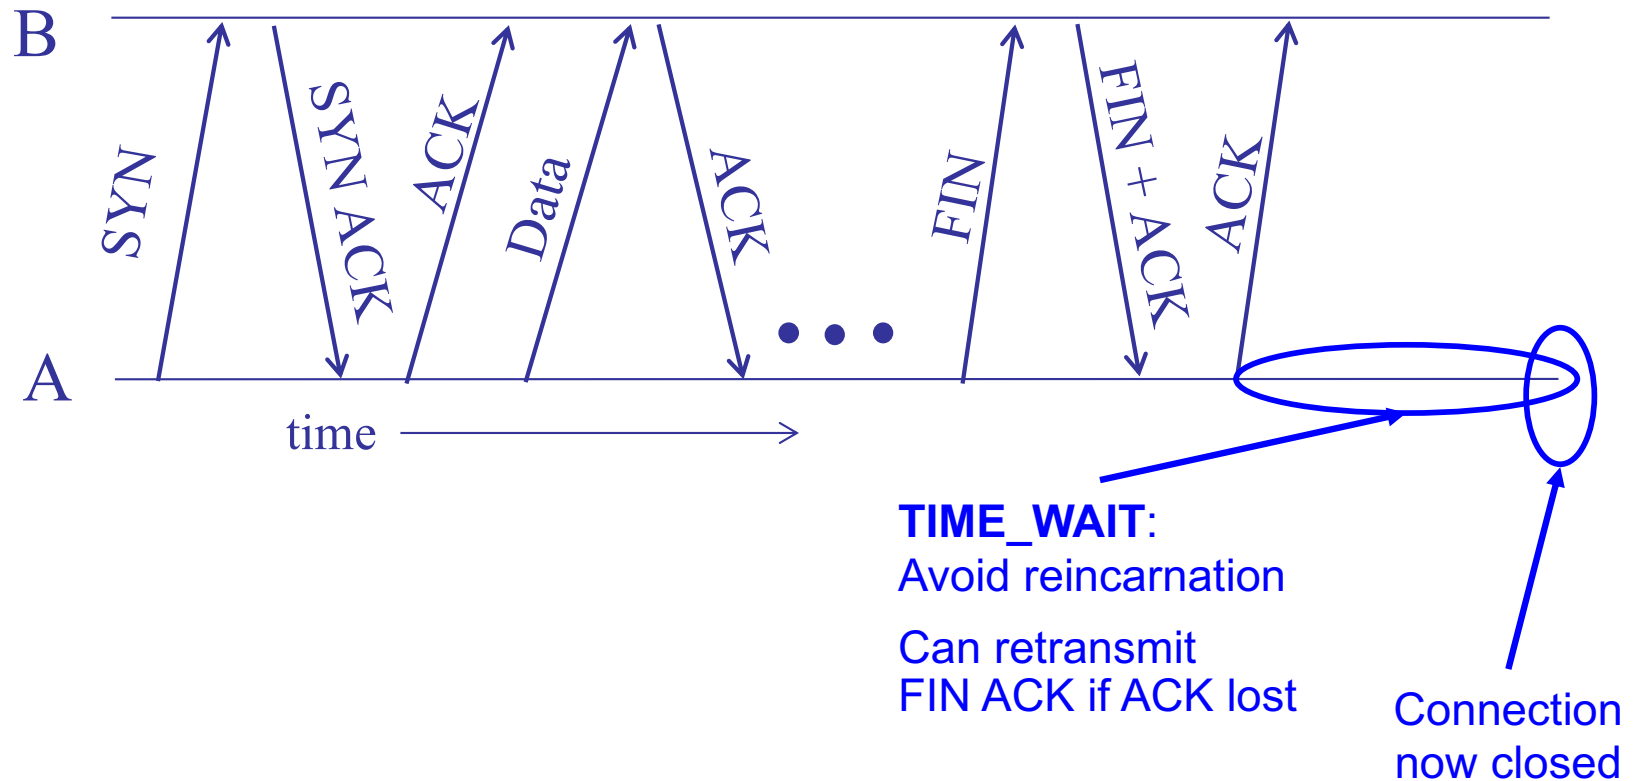 B
SYN
SYN ACK
ACK
Data
ACK
FIN
FIN + ACK
ACK
A
time
TIME_WAIT:
Avoid reincarnation
Can retransmit
FIN ACK if ACK lost
Connection
now closed